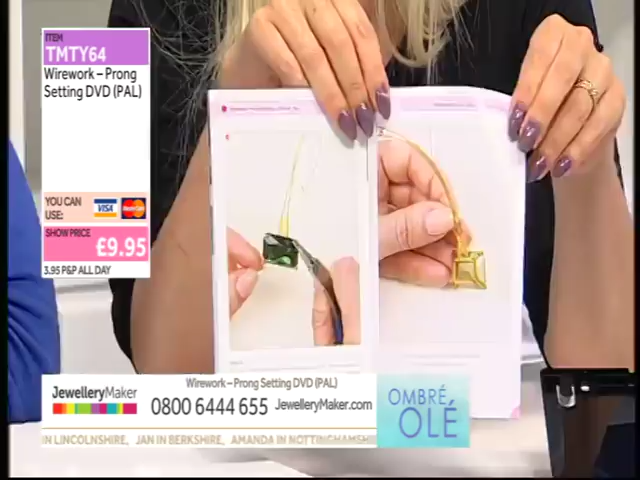 ITEM
TMTY64
Wirework – Prong
Setting DVD (PAL)
YOU CAN
USE:
VISA
MasterCard
SHOW PRICE
£9.95
3.95 P&P ALL DAY
Wirework – Prong Setting DVD (PAL)
JewelleryMaker
0800 6444 655
JewelleryMaker.com
OMBRÉ
OLÉ
IN LINCOLNSHIRE, JAN IN BERKSHIRE, AMANDA IN NOTTINGHAMSHI